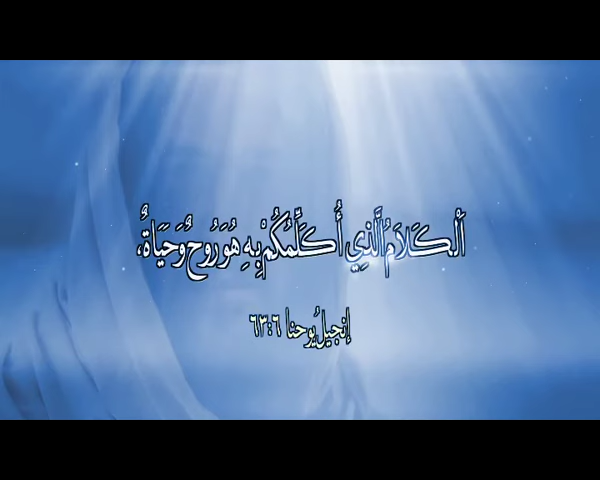 اَلْكَلاَمُ الَّذِي أُكَلِّمُكُمْ بِهِ هُوَ رُوحٌ وَحَيَاةٌ،
إنجيل يوحنا ٦٣:٦